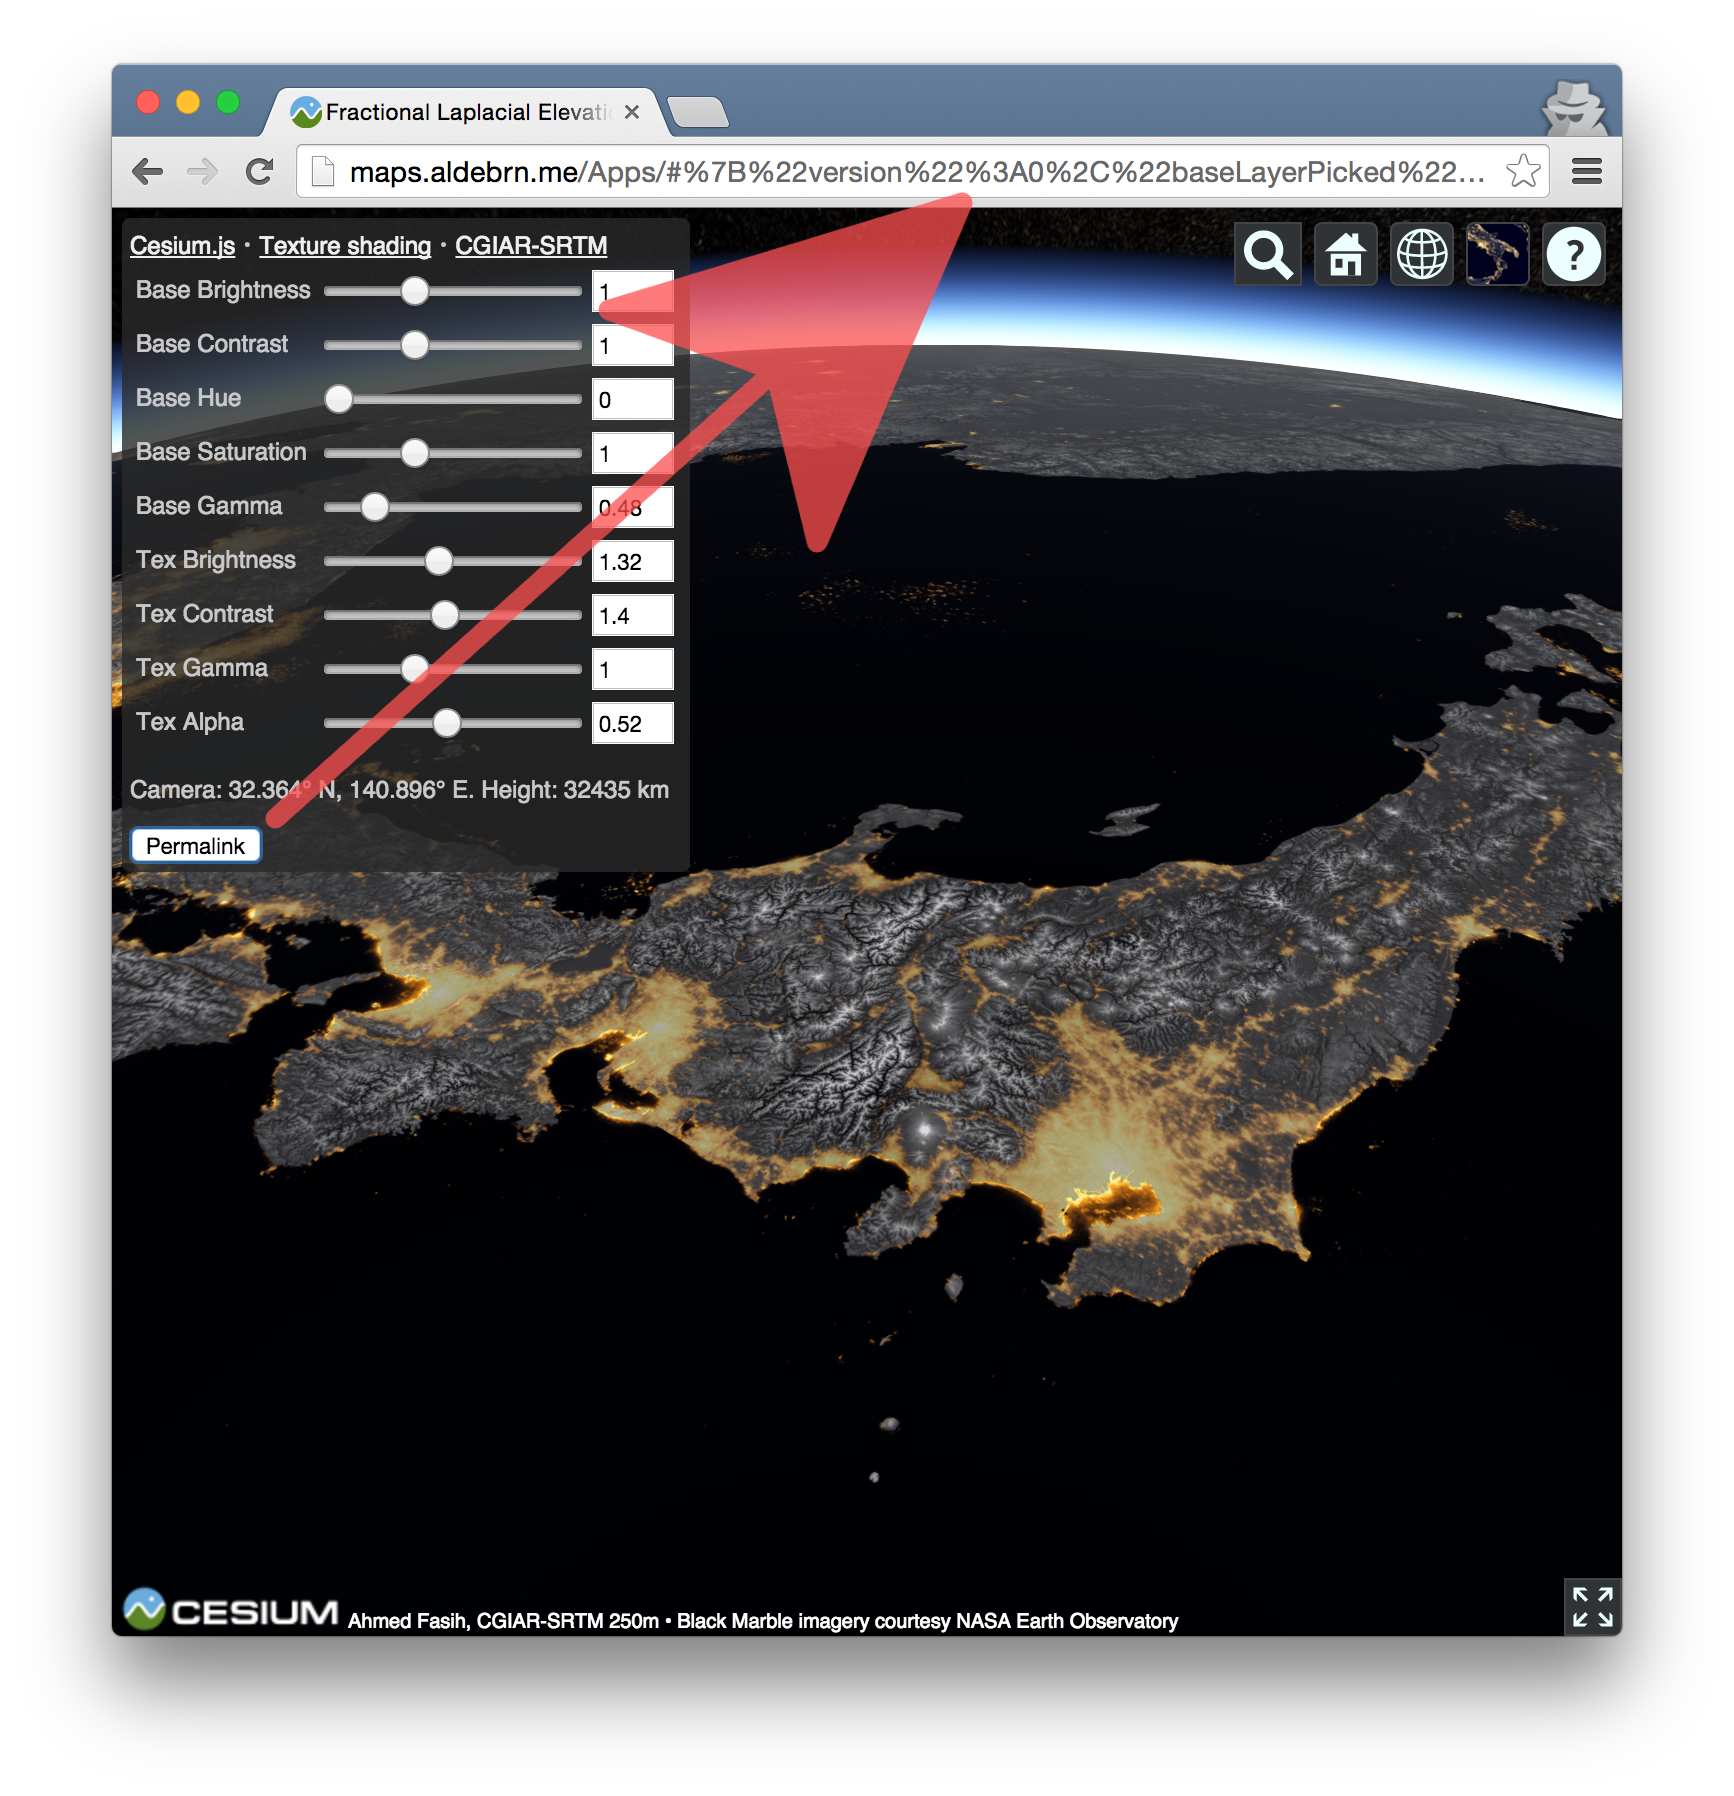 Fractional Laplacial Elevati
maps.aldebrn.me/Apps/#%7B%22version%22%3A0%2C%22baseLayerPicked%22...
Cesium.js • Texture shading • CGIAR-SRTM
Base Brightness 1
Base Contrast 1
Base Hue 0
Base Saturation 1
Base Gamma 0.48
Tex Brightness 1.32
Tex Contrast 1.4
Tex Gamma 1
Tex Alpha 0.52
Camera: 32.364° N, 140.896° E. Height: 32435 km
Permalink
?
CESIUM Ahmed Fasih, CGIAR-SRTM 250m • Black Marble imagery courtesy NASA Earth Observatory